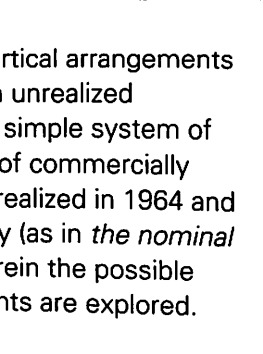 rtical arrangements
unrealized
simple system of
of commercially
realized in 1964 and
y (as in the nominal
rein the possible
nts are explored.